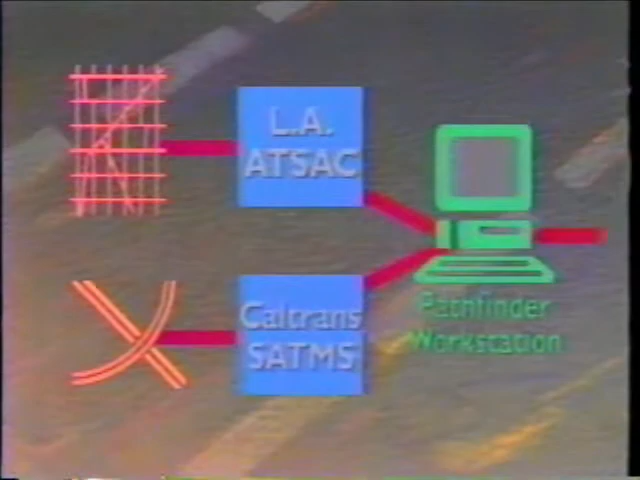 L.A.
ATSAC
Caltrans
SATMS
Pathfinder
Workstation